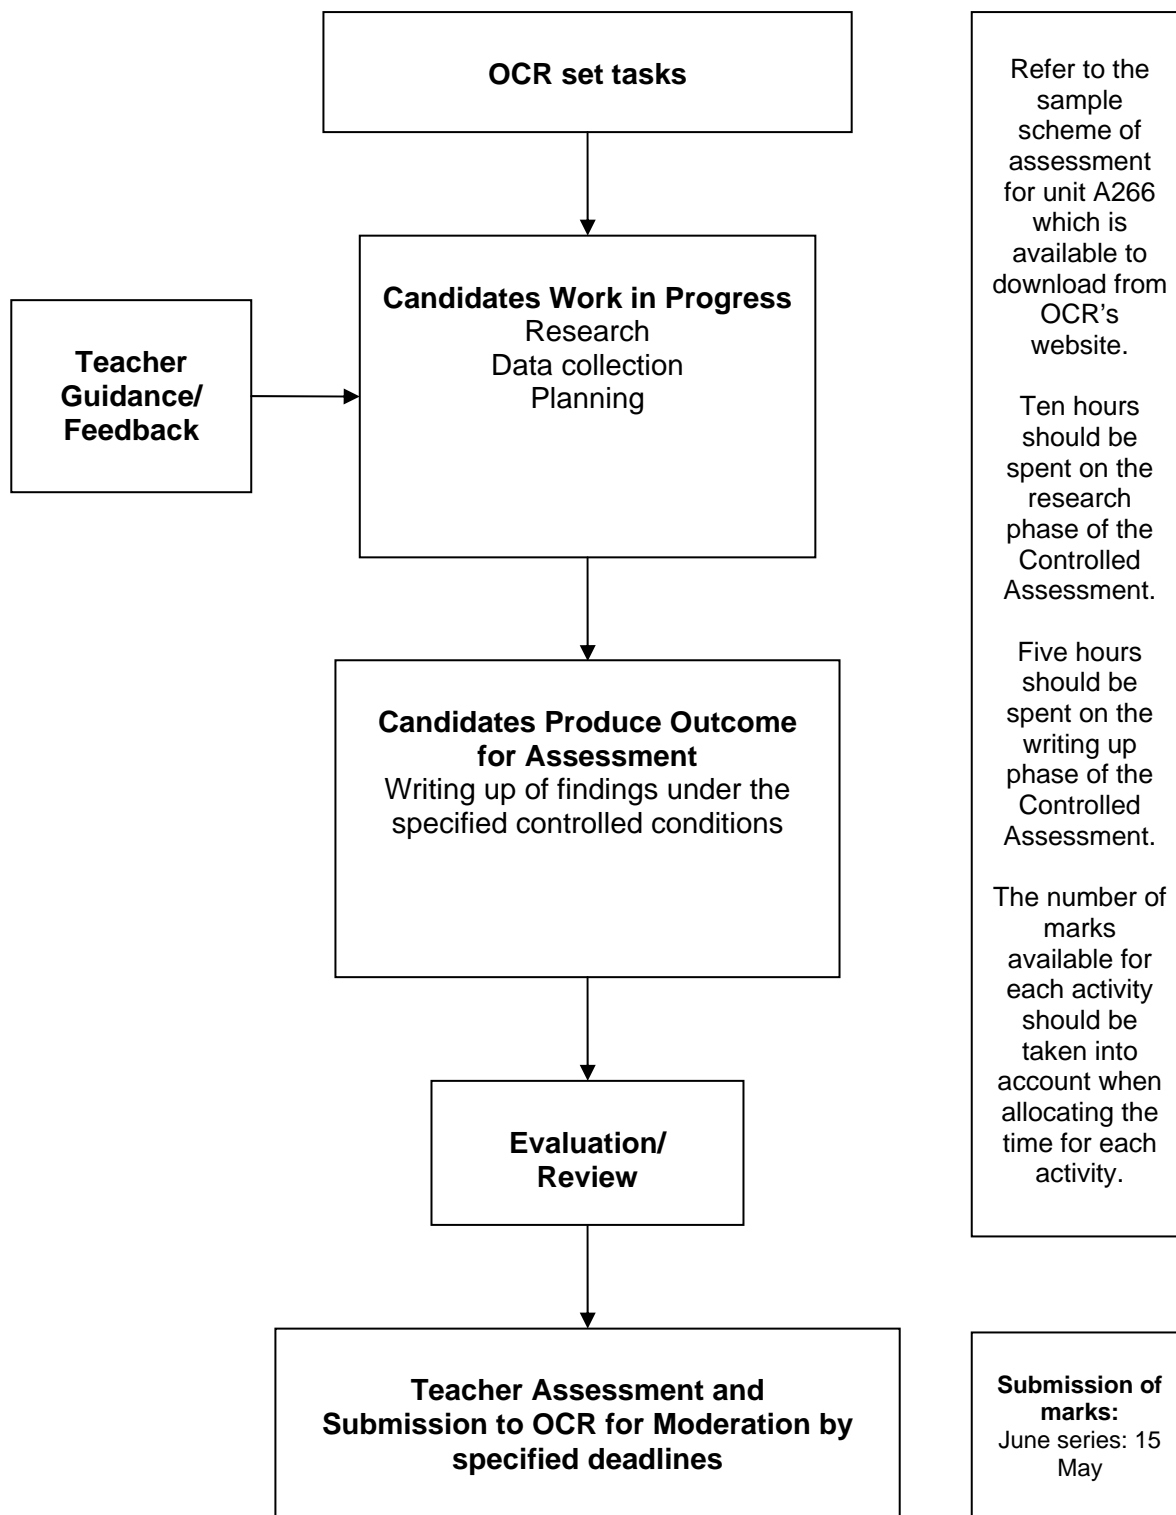 OCR set tasks
Candidates Work in Progress
Research
Data collection
Planning
Teacher
Guidance/
Feedback
Candidates Produce Outcome
for Assessment
Writing up of findings under the
specified controlled conditions
Evaluation/
Review
Teacher Assessment and
Submission to OCR for Moderation by
specified deadlines
Refer to the
sample
scheme of
assessment
for unit A266
which is
available to
download from
OCR’s
website.
Ten hours
should be
spent on the
research
phase of the
Controlled
Assessment.
Five hours
should be
spent on the
writing up
phase of the
Controlled
Assessment.
The number of
marks
available for
each activity
should be
taken into
account when
allocating the
time for each
activity.
Submission of
marks:
June series: 15
May